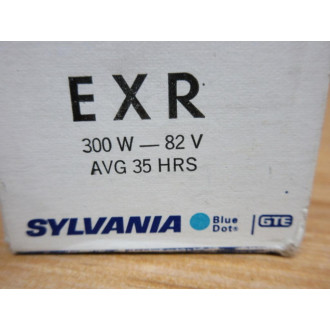 EXR
300 W — 82 V
AVG 35 HRS
SYLVANIA Blue Dot® GTE